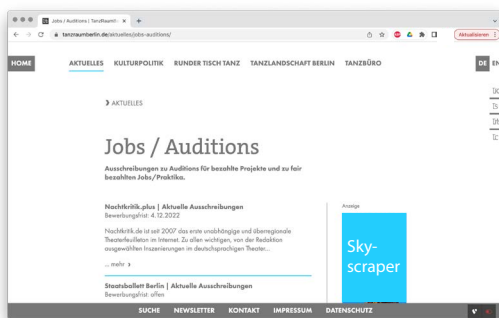 Jobs / Auditions | TanzRaumB
tanzraumberlin.de/aktuelles/jobs-auditions/
Aktualisieren
HOME
AKTUELLES KULTURPOLITIK RUNDER TISCH TANZ TANZLANDSCHAFT BERLIN TANZBÜRO
DE EN
AKTUELLES
Jobs / Auditions
Ausschreibungen zu Auditions für bezahlte Projekte und zu fair
bezahlten Jobs/Praktika.
Nachtkritik.plus | Aktuelle Ausschreibungen
Bewerbungsfrist: 4.12.2022
Nachtkritik.de ist seit 2007 das erste unabhängige und überregionale
Theaterfeuilleton im Internet. Zu allen wichtigen, von der Redaktion
ausgewählten Inszenierungen im deutschsprachigen Theater...
... mehr
Staatsballett Berlin | Aktuelle Ausschreibungen
Bewerbungsfrist: offen
Anzeige
Sky-
scraper
SUCHE NEWSLETTER KONTAKT IMPRESSUM DATENSCHUTZ